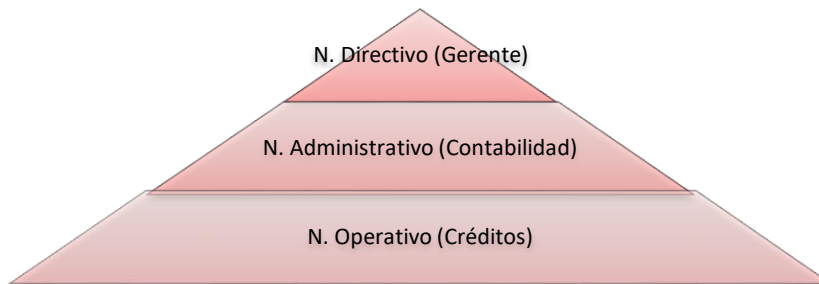 N. Directivo (Gerente)
N. Administrativo (Contabilidad)
N. Operativo (Créditos)